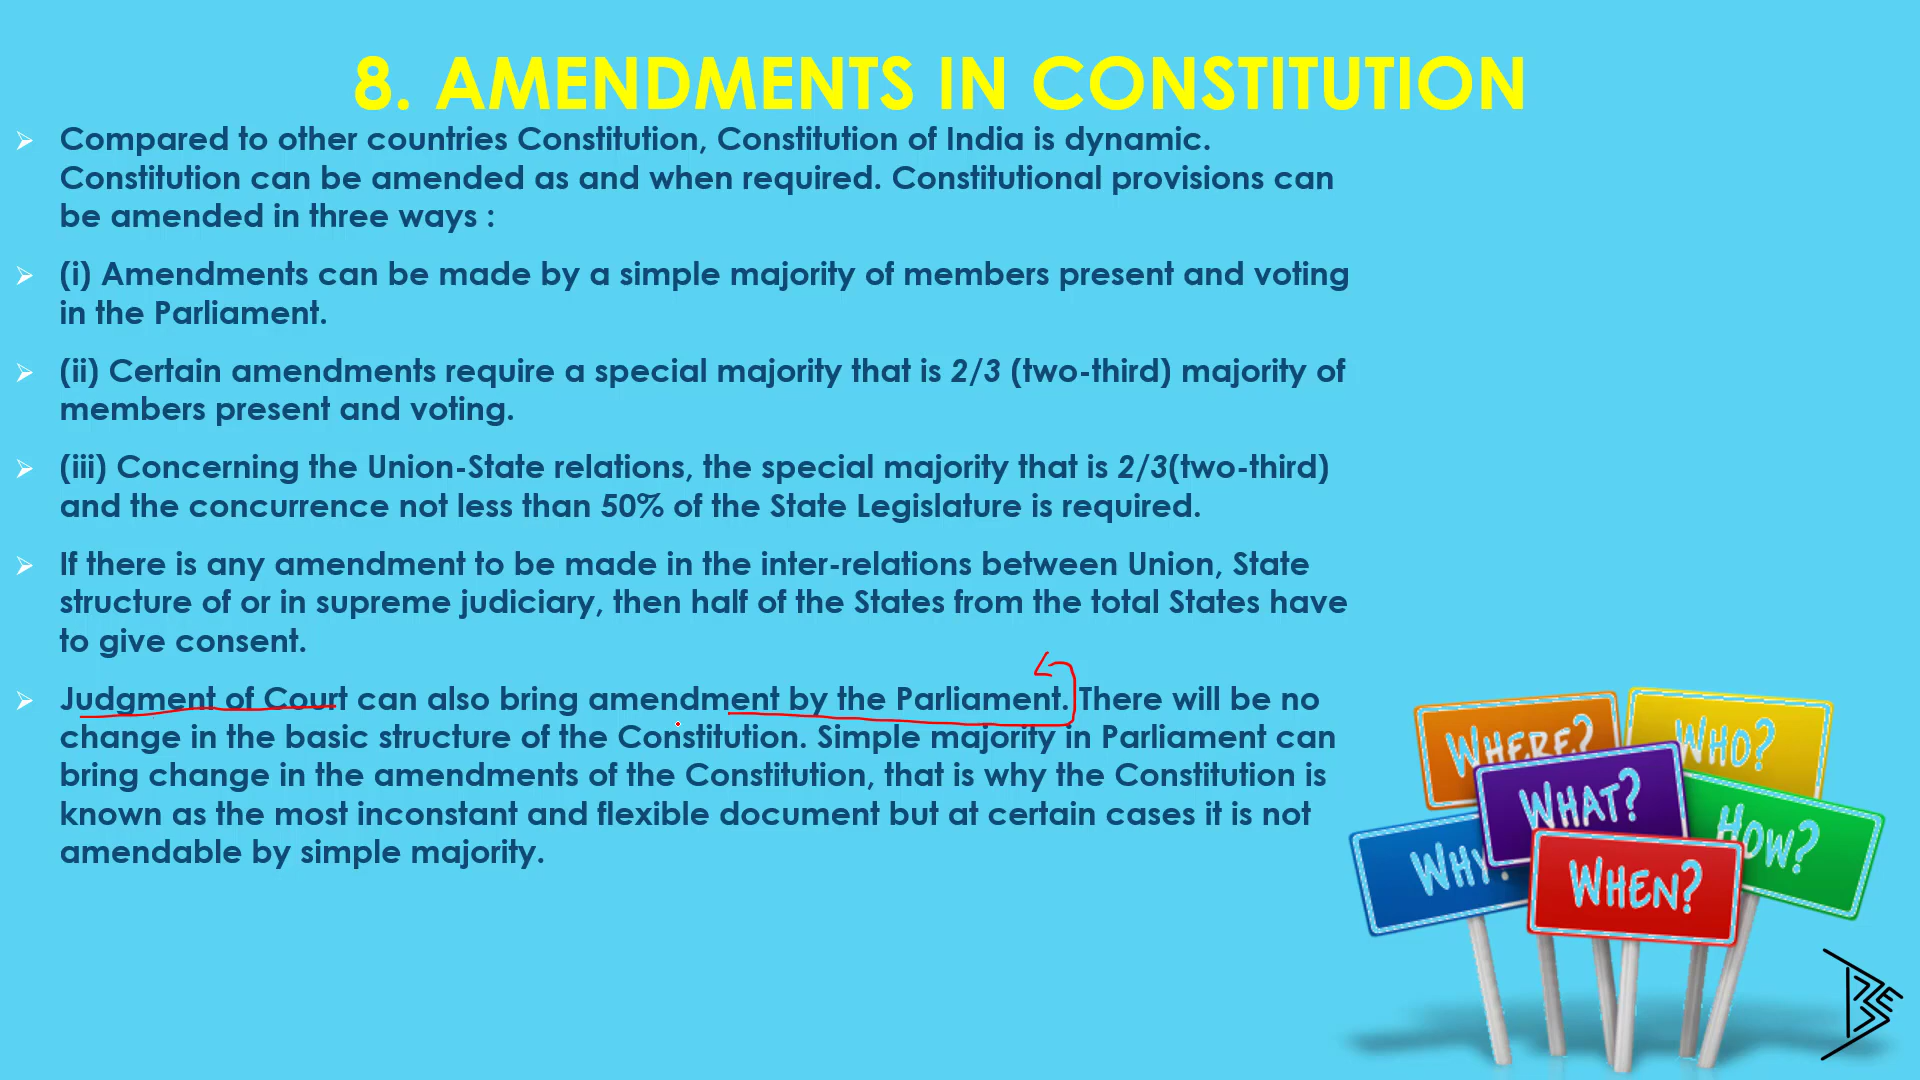 8. AMENDMENTS IN CONSTITUTION
Compared to other countries Constitution, Constitution of India is dynamic.
Constitution can be amended as and when required. Constitutional provisions can
be amended in three ways :
(i) Amendments can be made by a simple majority of members present and voting
in the Parliament.
(ii) Certain amendments require a special majority that is 2/3 (two-third) majority of
members present and voting.
(iii) Concerning the Union-State relations, the special majority that is 2/3(two-third)
and the concurrence not less than 50% of the State Legislature is required.
If there is any amendment to be made in the inter-relations between Union, State
structure of or in supreme judiciary, then half of the States from the total States have
to give consent.
Judgment of Court can also bring amendment by the Parliament. There will be no
change in the basic structure of the Constitution. Simple majority in Parliament can
bring change in the amendments of the Constitution, that is why the Constitution is
known as the most inconstant and flexible document but at certain cases it is not
amendable by simple majority.
WHERE?
WHO?
WHAT?
HOW?
WHY?
WHEN?